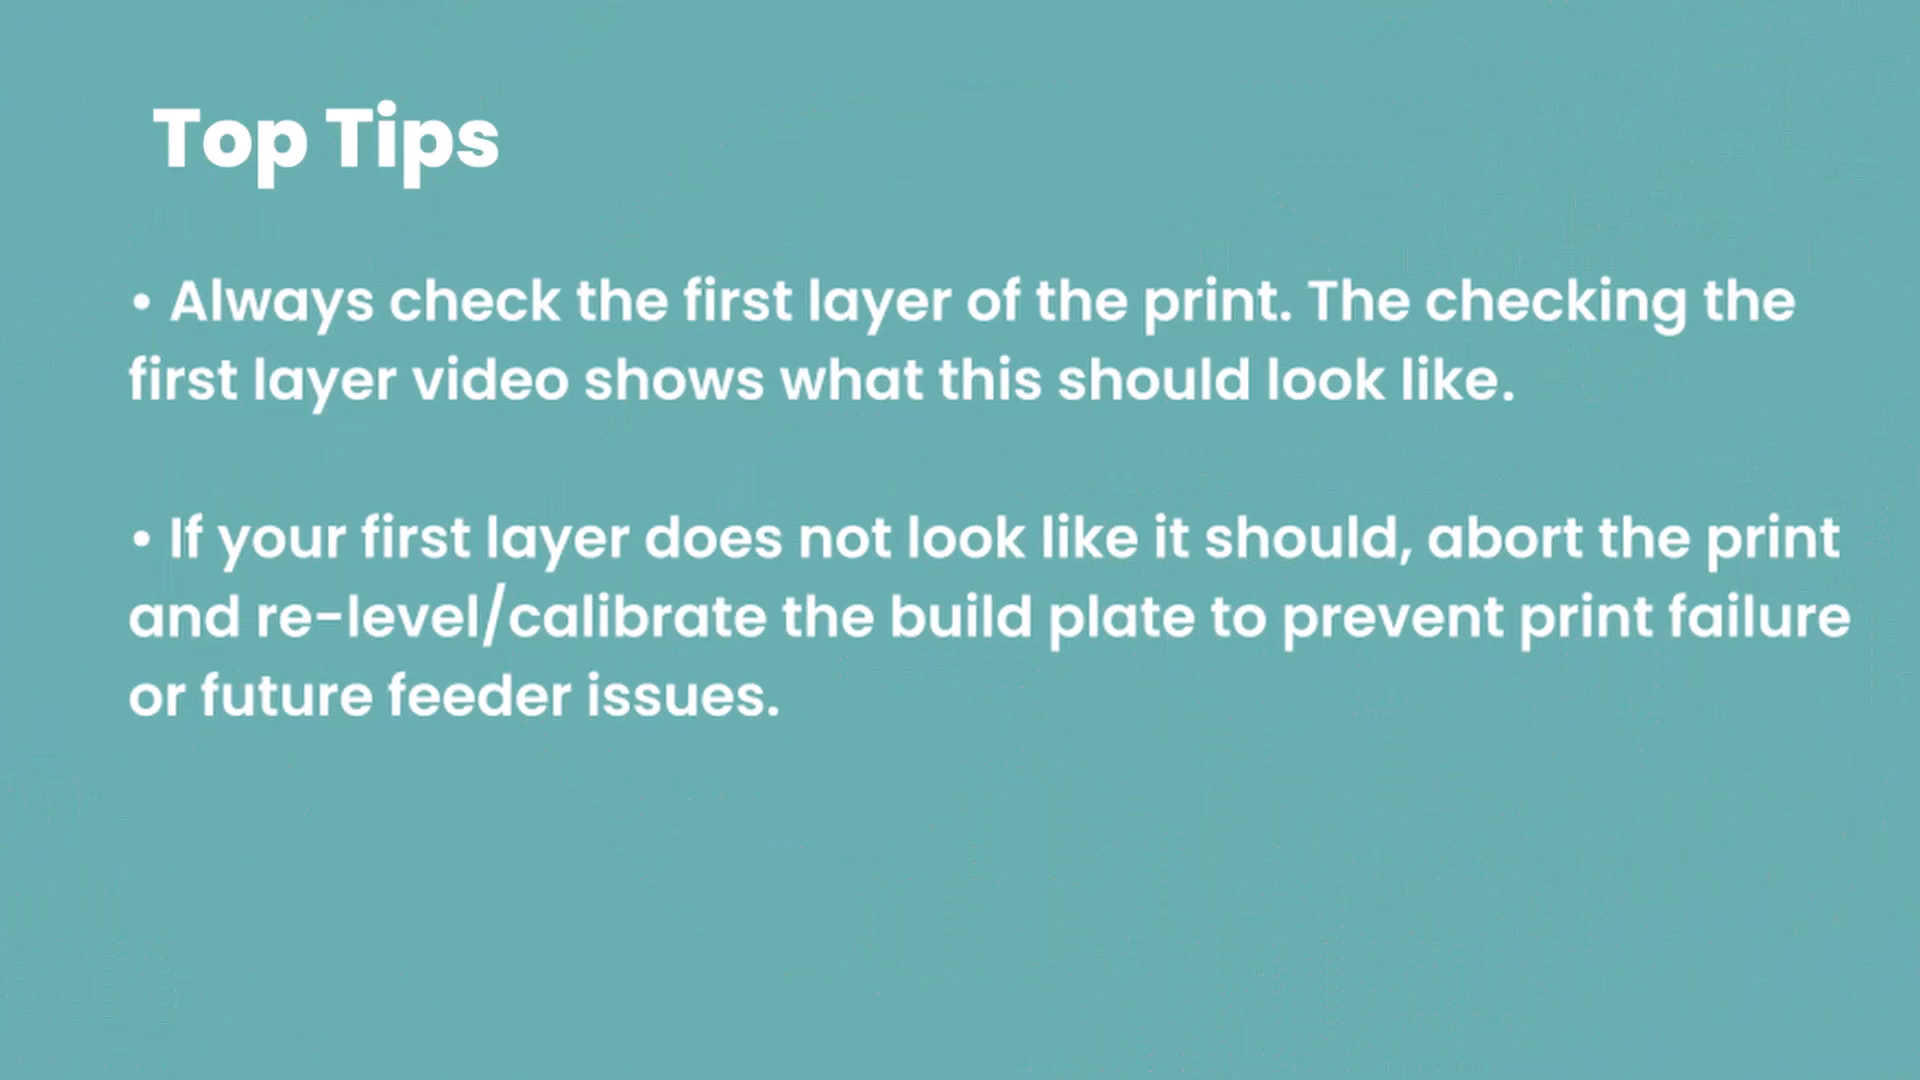 Top Tips
• Always check the first layer of the print. The checking the
first layer video shows what this should look like.
• If your first layer does not look like it should, abort the print
and re-level/calibrate the build plate to prevent print failure
or future feeder issues.